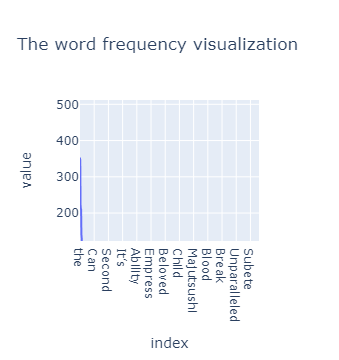 The word frequency visualization
500
400
300
200
value
the
Can
Second
It's
Ability
Empress
Beloved
Child
Majutsushi
Blood
Break
Unparalleled
Subete
index